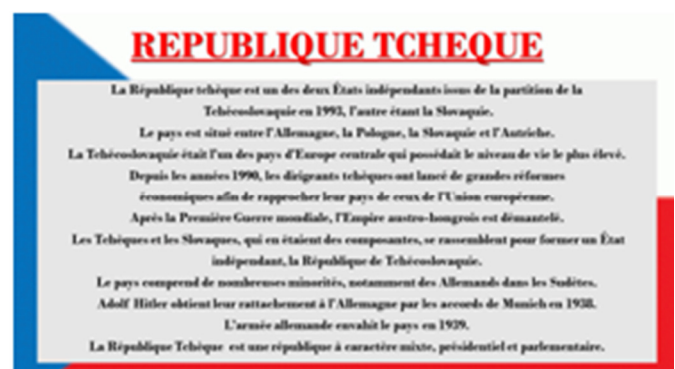 REPUBLIQUE TCHEQUE
La République tchèque est un des deux États indépendants issus de la partition de la
Tchécoslovaquie en 1993, l'autre étant la Slovaquie.
Le pays est situé entre l'Allemagne, la Pologne, la Slovaquie et l'Autriche.
La Tchécoslovaquie était l'un des pays d'Europe centrale qui possédait le niveau de vie le plus élevé.
Depuis les années 1990, les dirigeants tchèques ont lancé de grandes réformes
économiques afin de rapprocher leur pays de ceux de l'Union européenne.
Après la Première Guerre mondiale, l'Empire austro-hongrois est démantelé.
Les Tchèques et les Slovaques, qui en étaient des composantes, se rassemblent pour former un État
indépendant, la République de Tchécoslovaquie.
Le pays comprend de nombreuses minorités, notamment des Allemands dans les Sudètes.
Adolf Hitler obtient leur rattachement à l'Allemagne par les accords de Munich en 1938.
L'armée allemande envahit le pays en 1939.
La République Tchèque est une république à caractère mixte, présidentiel et parlementaire.